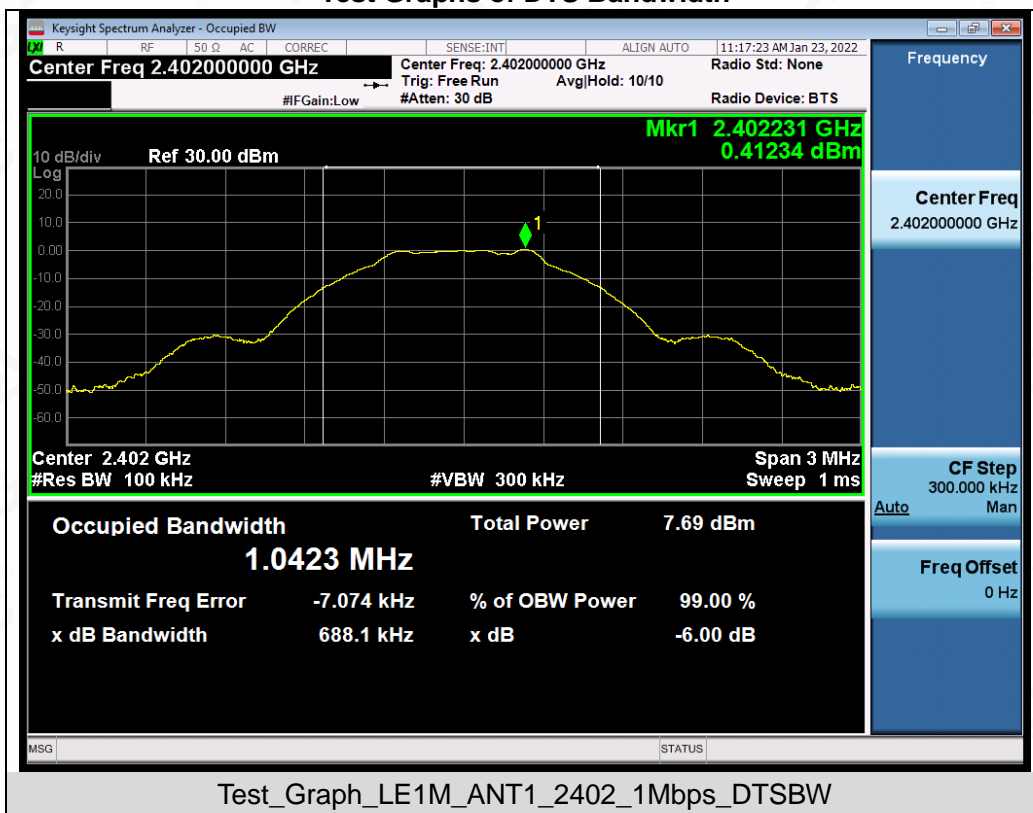 Test Graphs of DTS Bandwidth
Keysight Spectrum Analyzer - Occupied BW
LXI R RF 50 Ω AC CORREC SENSE:INT ALIGN AUTO 11:17:23 AM Jan 23, 2022
Center Freq 2.402000000 GHz
Center Freq: 2.402000000 GHz
Radio Std: None
Trig: Free Run Avg|Hold: 10/10
#IFGain:Low
#Atten: 30 dB
Radio Device: BTS
Frequency
Mkr1 2.402231 GHz
0.41234 dBm
10 dB/div Ref 30.00 dBm
Log
20.0
10.0
0.00
-10.0
-20.0
-30.0
-40.0
-50.0
-60.0
1
Center 2.402 GHz
Span 3 MHz
#Res BW 100 kHz
#VBW 300 kHz
Sweep 1 ms
Center Freq
2.402000000 GHz
CF Step
300.000 kHz
Auto Man
Freq Offset
0 Hz
Occupied Bandwidth
1.0423 MHz
Total Power 7.69 dBm
Transmit Freq Error -7.074 kHz
% of OBW Power 99.00 %
x dB Bandwidth 688.1 kHz
x dB -6.00 dB
MSG
STATUS
Test_Graph_LE1M_ANT1_2402_1Mbps_DTSBW